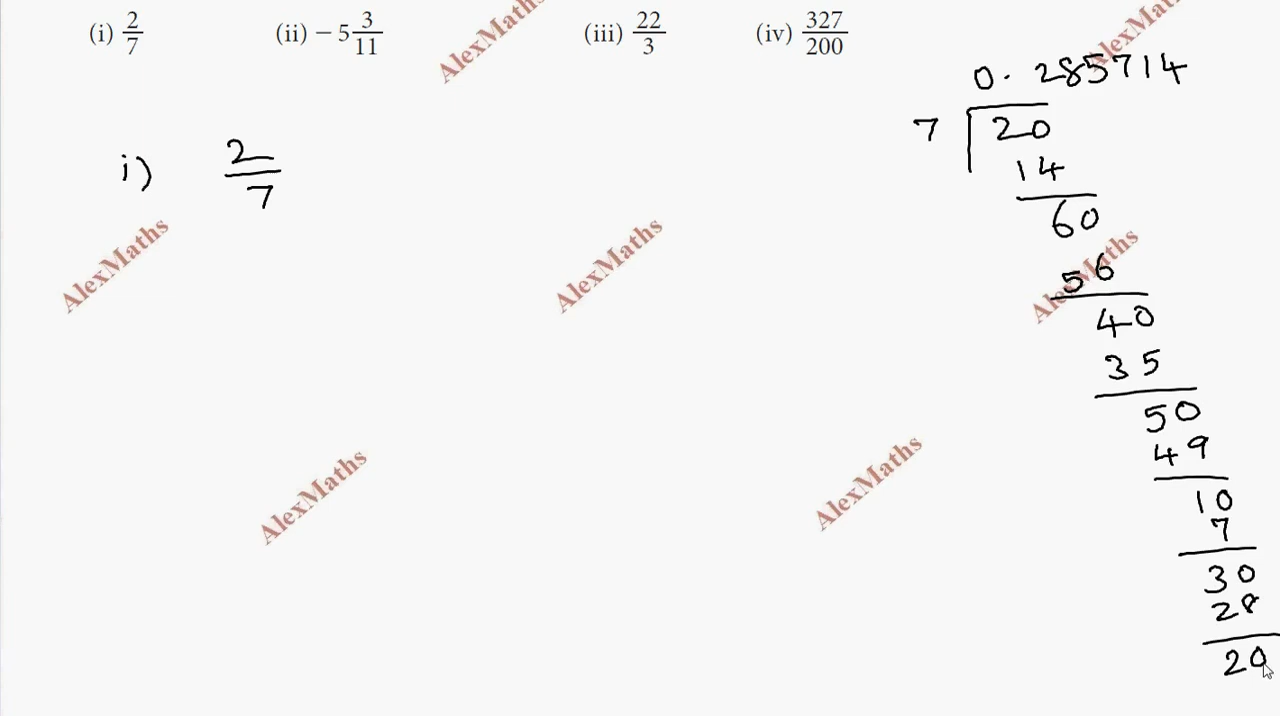 (i) 2/7 (ii) − 5 3/11 (iii) 22/3 (iv) 327/200
AlexMaths
AlexMaths
0. 285714
7 20
i) 2/7
14
60
AlexMaths
AlexMaths
AlexMaths
56
40
35
50
49
AlexMaths
AlexMaths
10
7
30
28
20